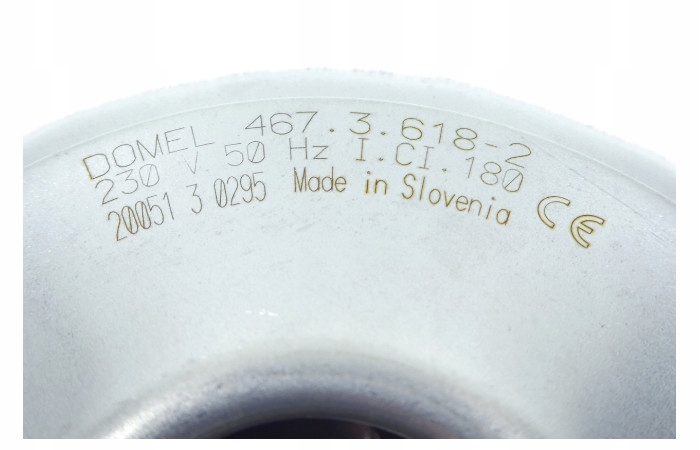 DOMEL 467.3.618-2
230 V 50 Hz I.CI.180
20051 3 0295 Made in Slovenia CE